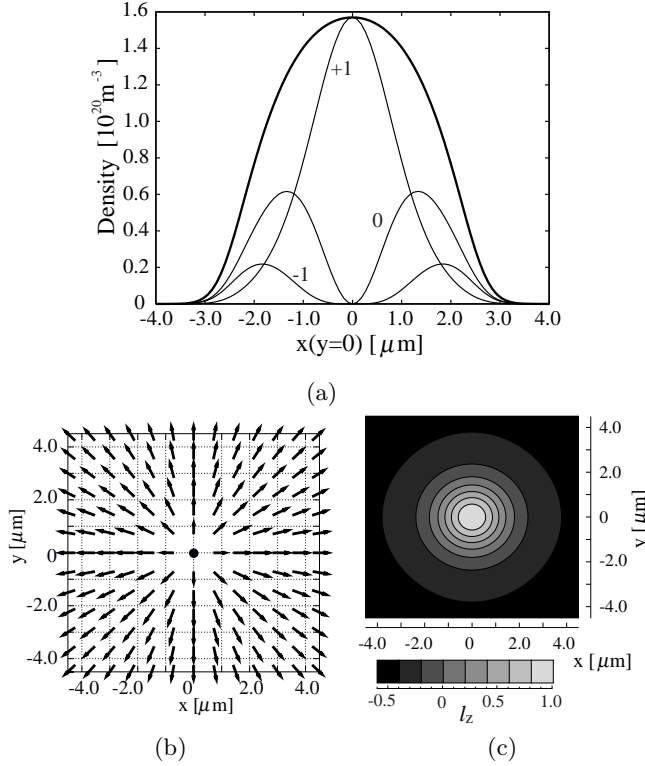 1.6
1.4
1.2
1.0
0.8
0.6
0.4
0.2
0
Density [10²⁰m⁻³]
+1
0
-1
-4.0 -3.0 -2.0 -1.0 0 1.0 2.0 3.0 4.0
x(y=0) [μm]
(a)
4.0
2.0
0
-2.0
-4.0
y [μm]
-4.0 -2.0 0 2.0 4.0
x [μm]
(b)
4.0
2.0
0
-2.0
-4.0
y [μm]
-4.0 -2.0 0 2.0 4.0 x [μm]
-0.5 0 0.5 1.0
l_z
(c)